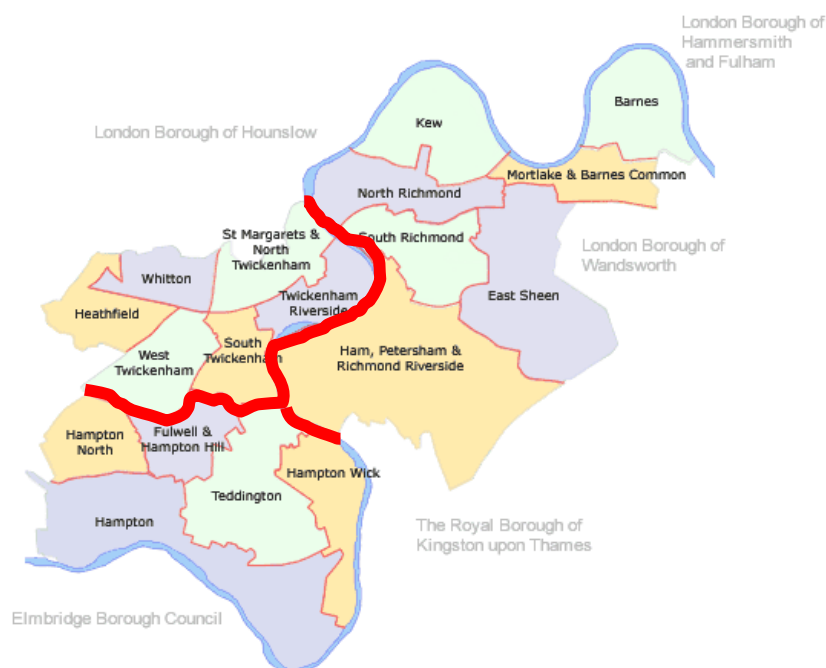 London Borough of
Hammersmith
and Fulham
Barnes
Kew
London Borough of Hounslow
Mortlake & Barnes Common
North Richmond
St Margarets &
North
Twickenham
South Richmond
London Borough of
Wandsworth
Whitton
Twickenham
Riverside
East Sheen
Heathfield
South
Twickenham
West
Twickenham
Ham, Petersham &
Richmond Riverside
Hampton
North
Fulwell &
Hampton Hill
Hampton Wick
Teddington
Hampton
The Royal Borough of
Kingston upon Thames
Elmbridge Borough Council